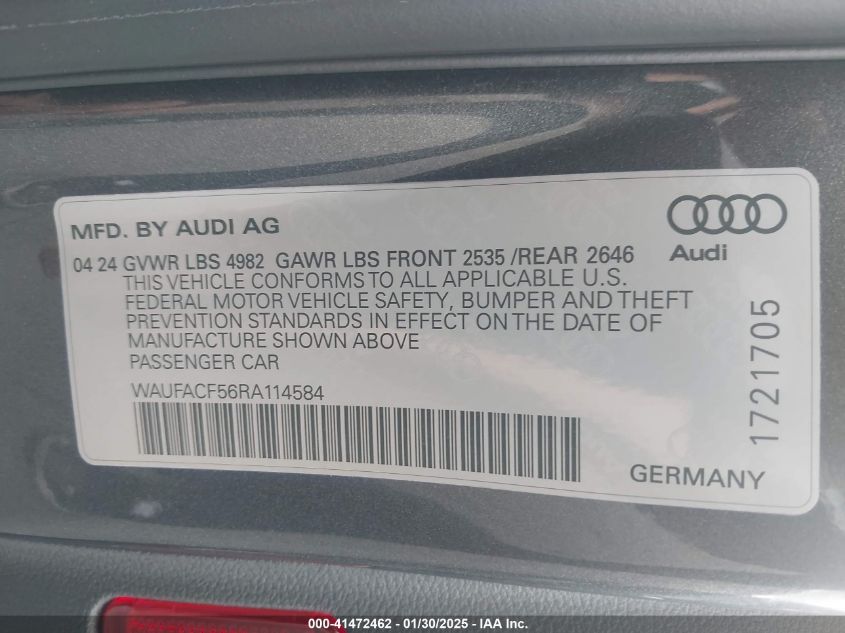 MFD. BY AUDI AG
Audi
04 24 GVWR LBS 4982 GAWR LBS FRONT 2535 /REAR 2646
THIS VEHICLE CONFORMS TO ALL APPLICABLE U.S.
FEDERAL MOTOR VEHICLE SAFETY, BUMPER AND THEFT
PREVENTION STANDARDS IN EFFECT ON THE DATE OF
MANUFACTURE SHOWN ABOVE
PASSENGER CAR
WAUFACF56RA114584
1721705
GERMANY
000-41472462 - 01/30/2025 - IAA Inc.